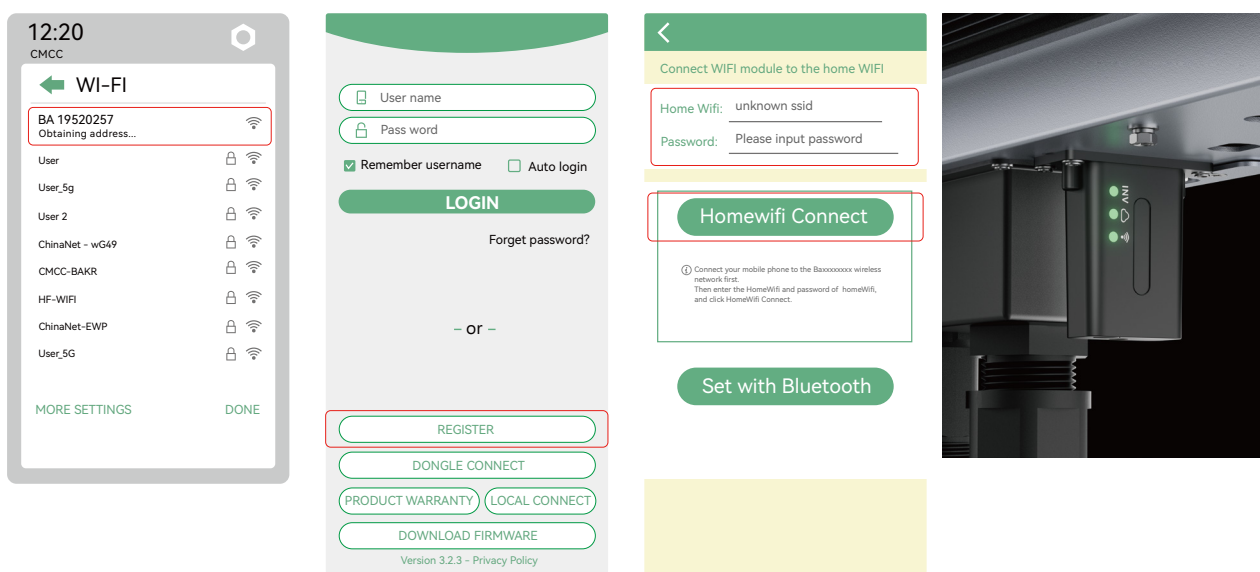 12:20
CMCC
WI-FI
BA 19520257
Obtaining address...
User
User_5g
User 2
ChinaNet - wG49
CMCC-BAKR
HF-WIFI
ChinaNet-EWP
User_5G
MORE SETTINGS
DONE
User name
Pass word
Remember username
Auto login
LOGIN
Forget password?
– or –
REGISTER
DONGLE CONNECT
PRODUCT WARRANTY
LOCAL CONNECT
DOWNLOAD FIRMWARE
Version 3.2.3 - Privacy Policy
Connect WIFI module to the home WIFI
Home Wifi: unknown ssid
Password: Please input password
Homewifi Connect
Connect your mobile phone to the Baxxxxxxxx wireless
network first.
Then enter the HomeWifi and password of homeWifi,
and click HomeWifi Connect.
Set with Bluetooth
INV